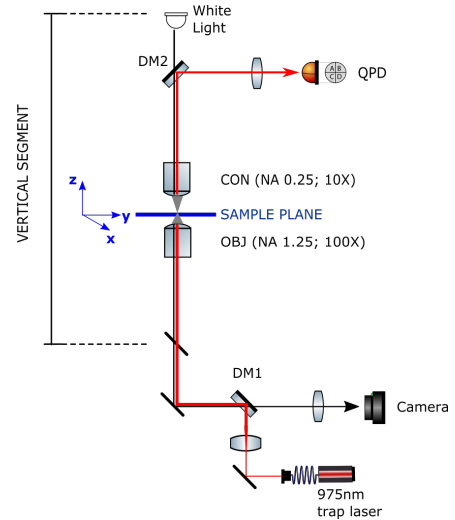 White
Light
DM2
A B
C D
QPD
VERTICAL SEGMENT
z
y
x
CON (NA 0.25; 10X)
SAMPLE PLANE
OBJ (NA 1.25; 100X)
DM1
Camera
975nm
trap laser